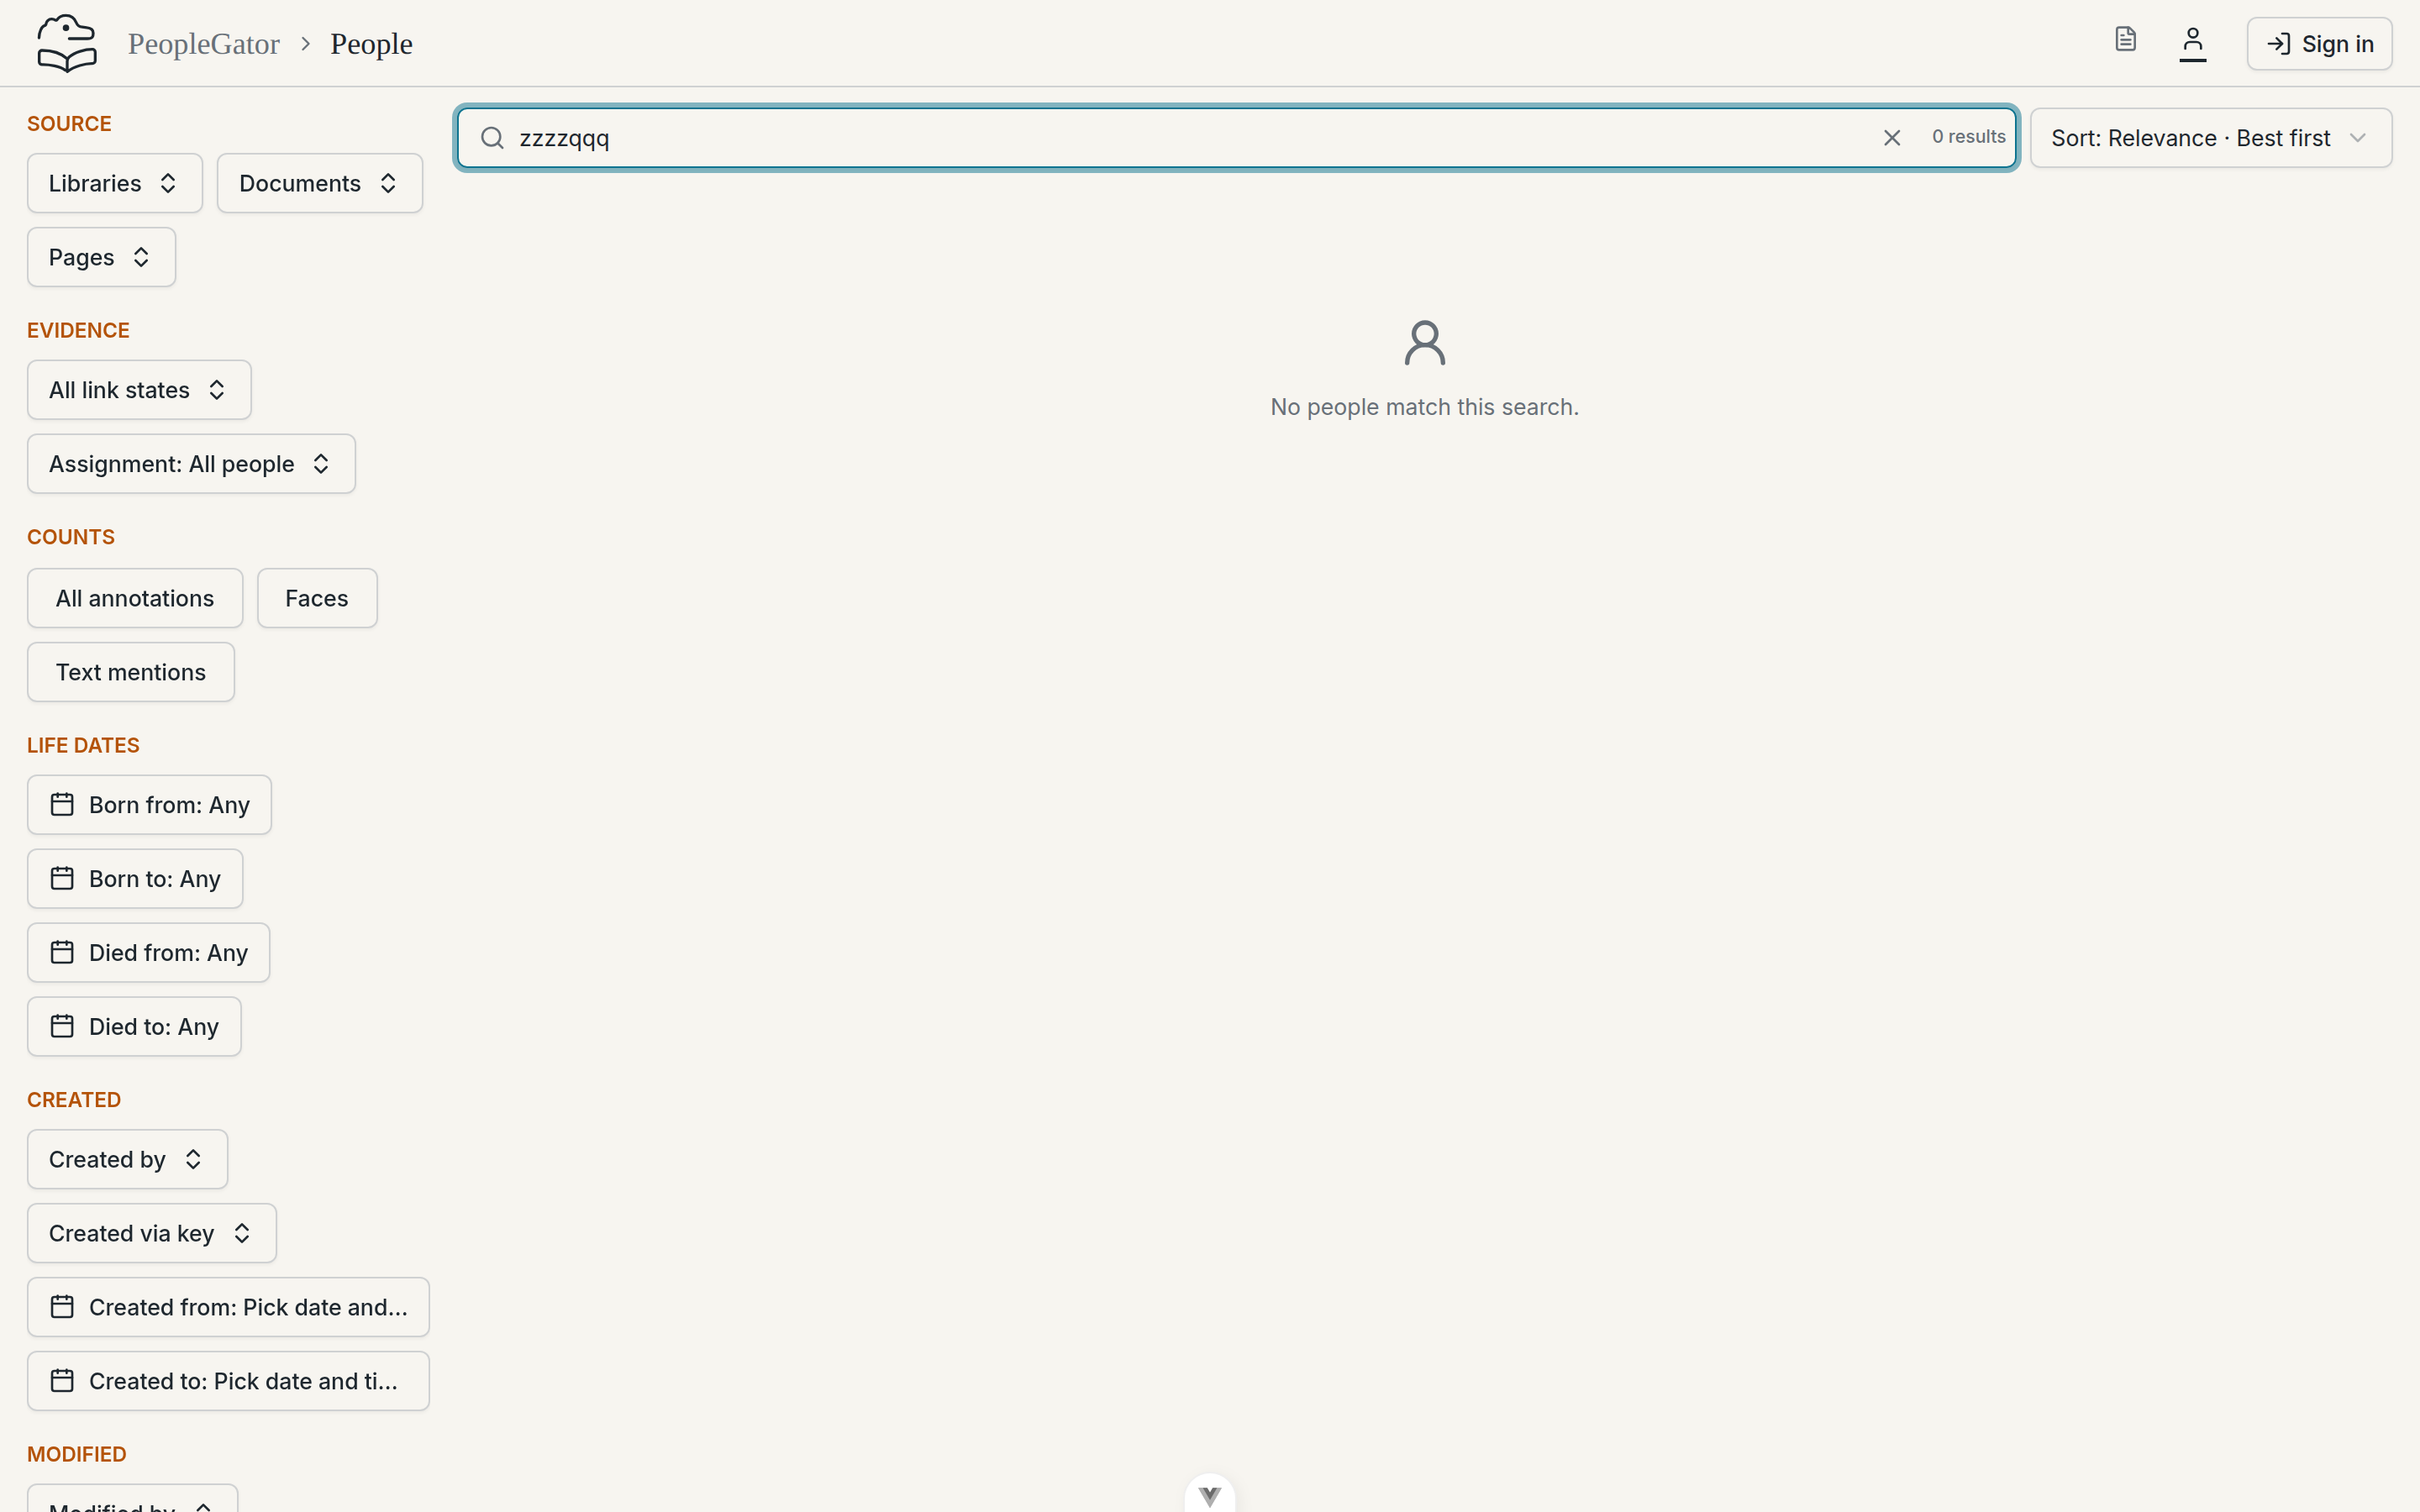 PeopleGator > People
Sign in
zzzzqqq
0 results
Sort: Relevance · Best first
SOURCE
Libraries
Documents
Pages
EVIDENCE
All link states
Assignment: All people
COUNTS
All annotations
Faces
Text mentions
LIFE DATES
Born from: Any
Born to: Any
Died from: Any
Died to: Any
CREATED
Created by
Created via key
Created from: Pick date and...
Created to: Pick date and ti...
MODIFIED
Modified by
No people match this search.